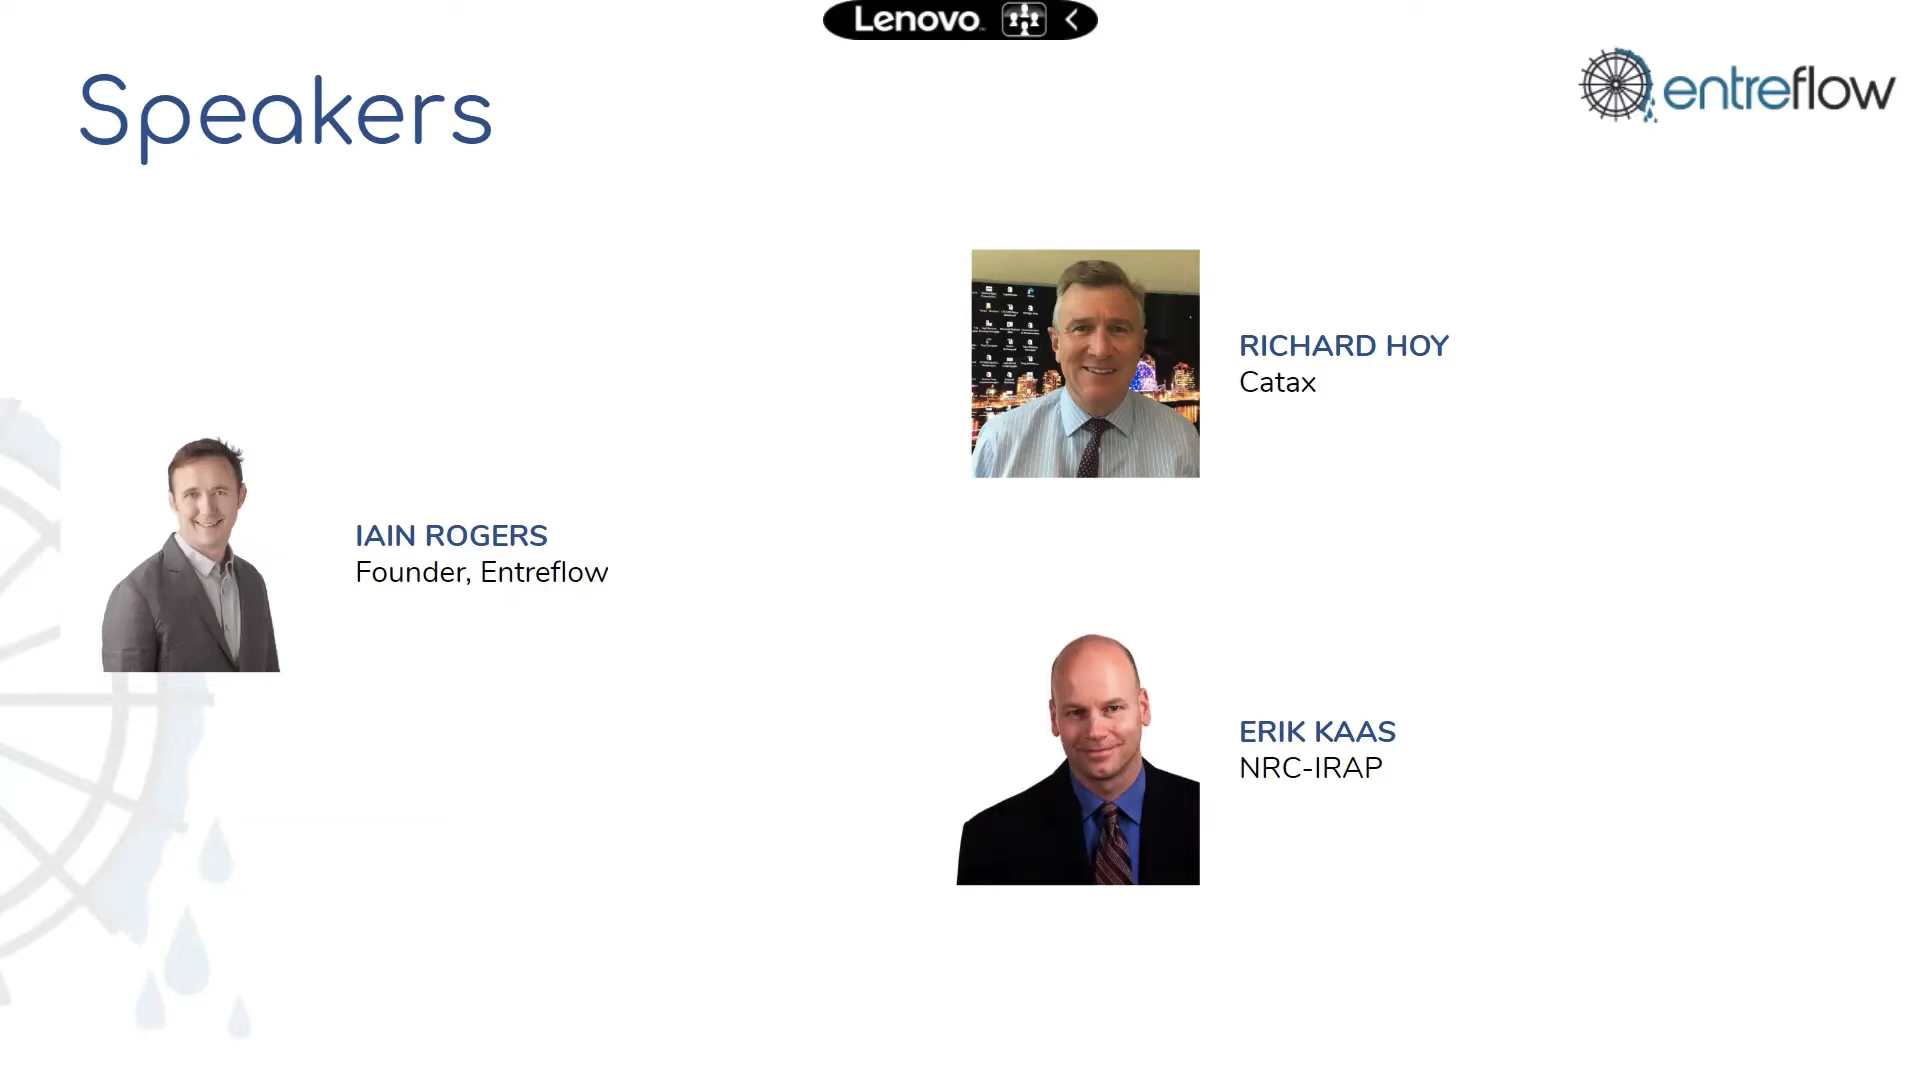 Lenovo
Speakers
entreflow
RICHARD HOY
Catax
IAIN ROGERS
Founder, Entreflow
ERIK KAAS
NRC-IRAP